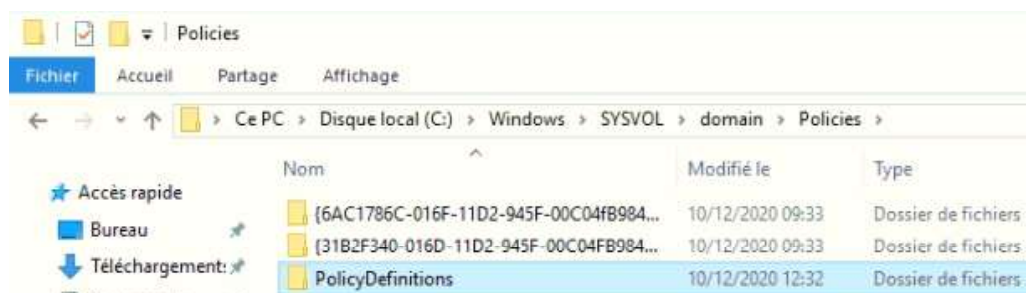 Policies
Fichier Accueil Partage Affichage
Ce PC > Disque local (C:) > Windows > SYSVOL > domain > Policies >
Nom Modifié le Type
Accès rapide
{6AC1786C-016F-11D2-945F-00C04fB984... 10/12/2020 09:33 Dossier de fichiers
Bureau
{31B2F340-016D-11D2-945F-00C04FB984... 10/12/2020 09:33 Dossier de fichiers
Téléchargement:
PolicyDefinitions 10/12/2020 12:32 Dossier de fichiers